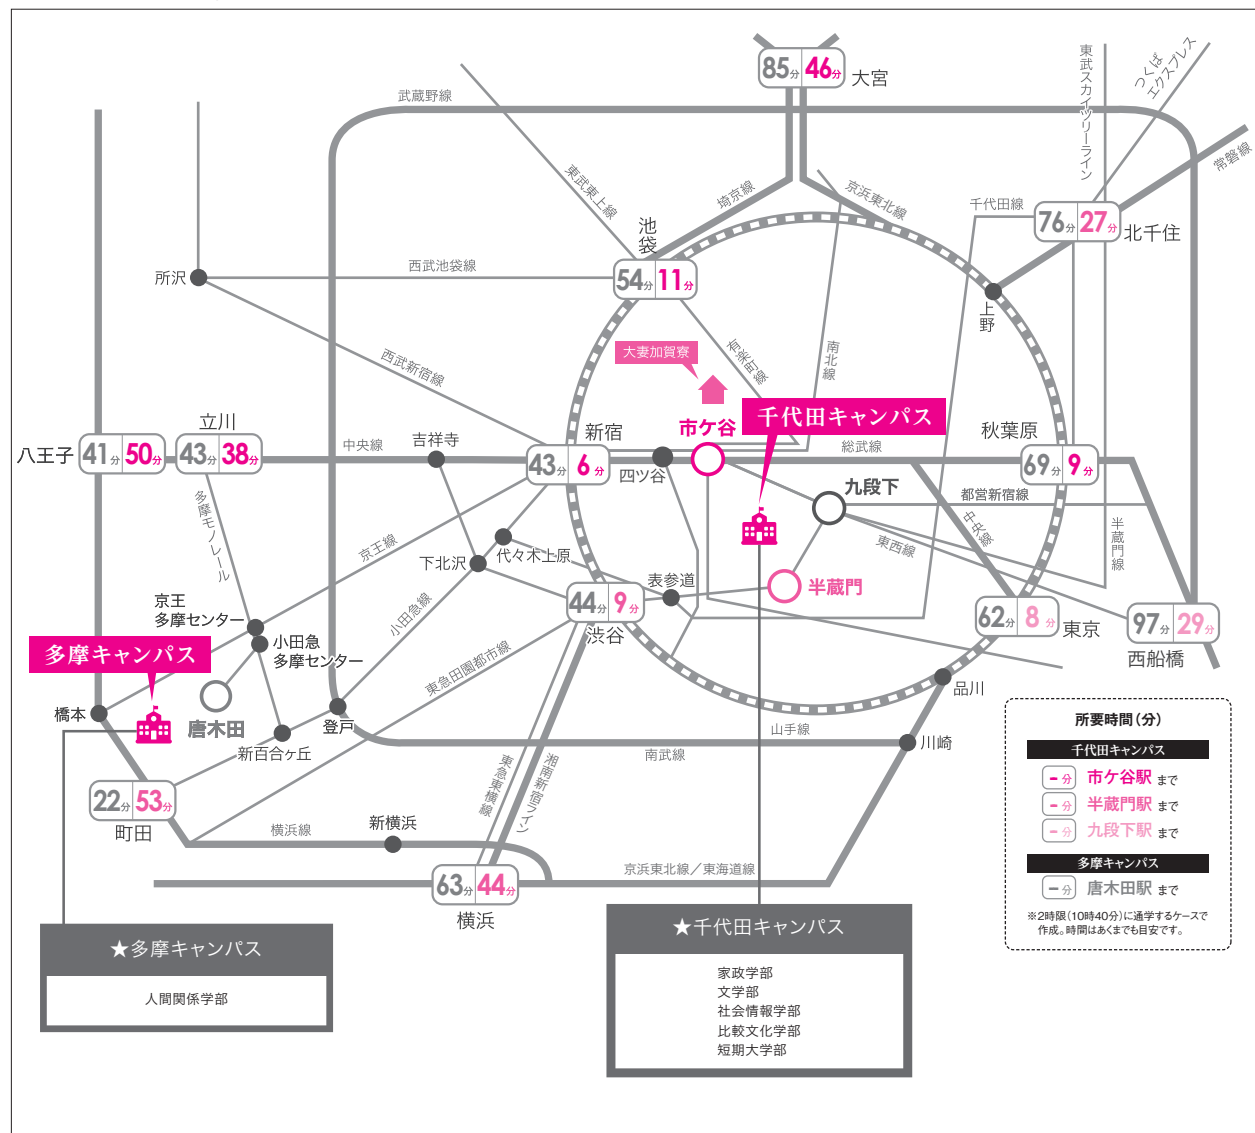 85分 46分 大宮
武蔵野線
東武スカイツリーライン
つくば
エクスプレス
常磐線
東武東上線
埼京線
京浜東北線
千代田線
76分 27分 北千住
池袋
54分 11分
西武池袋線
所沢
上野
大妻加賀寮
有楽町線
南北線
西武新宿線
千代田キャンパス
立川
吉祥寺
新宿
市ケ谷
秋葉原
八王子 41分 50分
43分 38分
中央線
43分 6分
四ツ谷
総武線
69分 9分
九段下
都営新宿線
多摩モノレール
京王線
代々木上原
下北沢
東西線
中央線
半蔵門線
表参道
半蔵門
京王
多摩センター
小田急線
44分 9分
渋谷
62分 8分 東京
97分 29分
西船橋
小田急
多摩センター
多摩キャンパス
東急田園都市線
橋本
唐木田
新百合ヶ丘
登戸
品川
山手線
川崎
南武線
22分 53分
町田
東急東横線
湘南新宿ライン
横浜線
新横浜
京浜東北線／東海道線
63分 44分
横浜
所要時間（分）
千代田キャンパス
-分 市ケ谷駅 まで
-分 半蔵門駅 まで
-分 九段下駅 まで
多摩キャンパス
-分 唐木田駅 まで
※2時限（10時40分）に通学するケースで
作成。時間はあくまでも目安です。
★多摩キャンパス
人間関係学部
★千代田キャンパス
家政学部
文学部
社会情報学部
比較文化学部
短期大学部